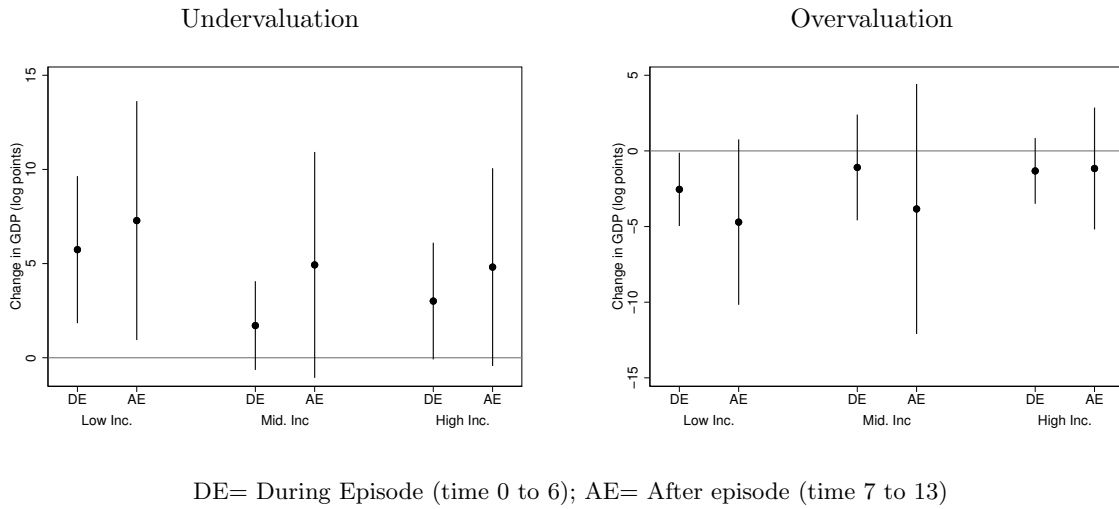 Undervaluation
Change in GDP (log points)
15
10
5
0
DE AE DE AE DE AE
Low Inc. Mid. Inc High Inc.
Overvaluation
Change in GDP (log points)
5
0
−5
−10
−15
DE AE DE AE DE AE
Low Inc. Mid. Inc High Inc.
DE= During Episode (time 0 to 6); AE= After episode (time 7 to 13)